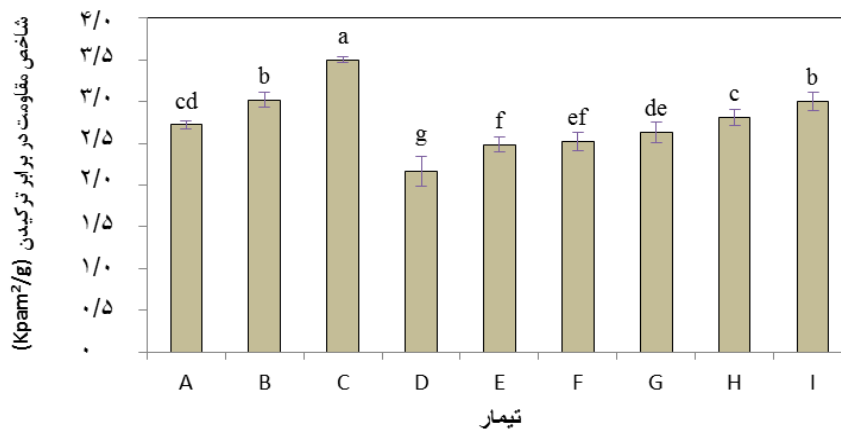 شاخص مقاومت در برابر ترکیدن (Kpam²/g)
۴/۰
۳/۵
۳/۰
۲/۵
۲/۰
۱/۵
۱/۰
۰/۵
۰
cd b a g f ef de c b
A B C D E F G H I
تیمار